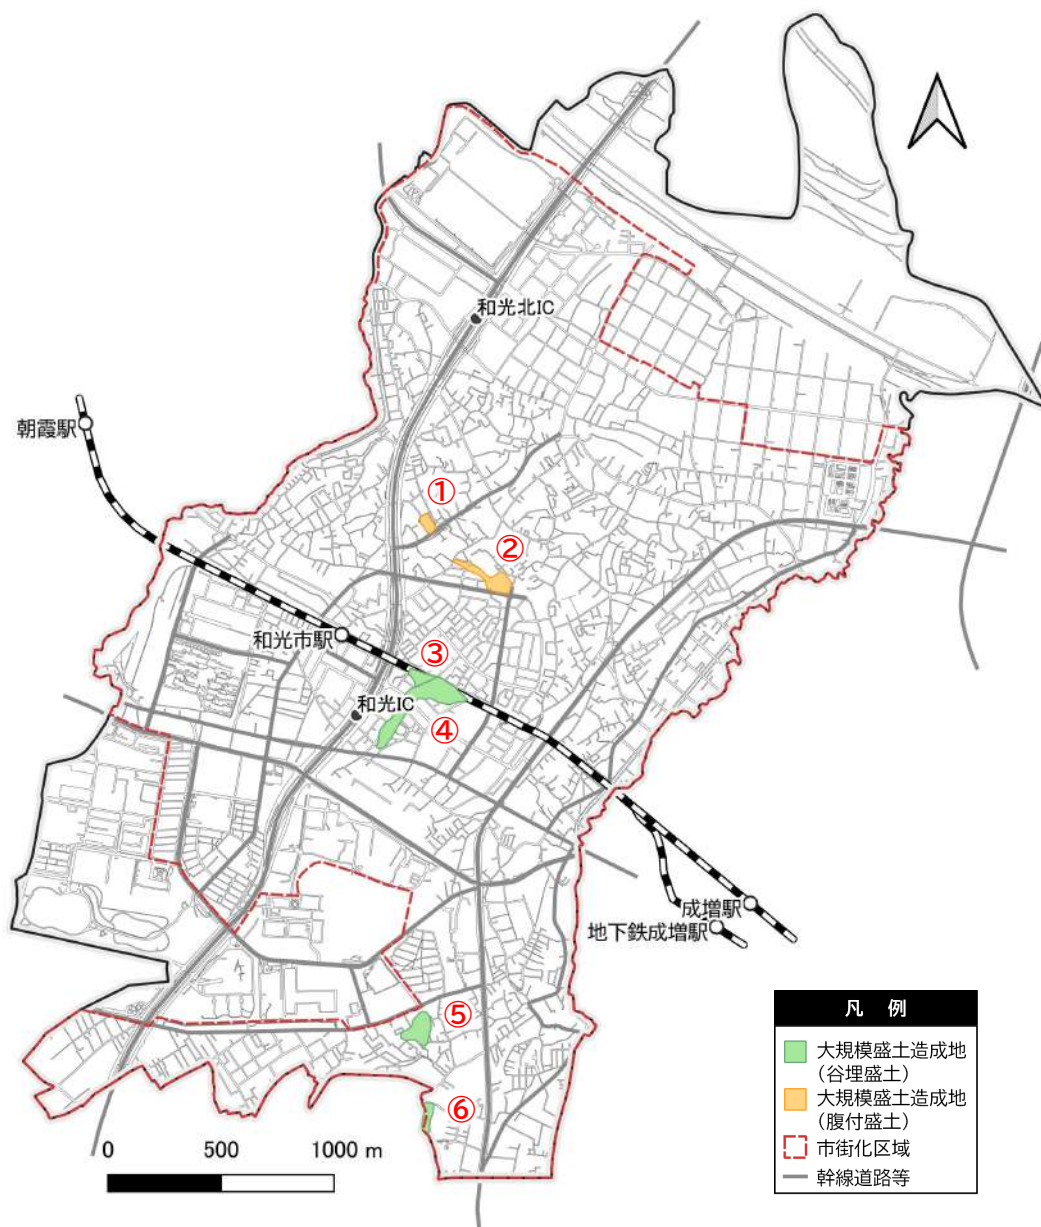 和光北IC
朝霞駅
①
②
和光市駅
③
和光IC
④
成増駅
地下鉄成増駅
⑤
⑥
0 500 1000 m
凡 例
大規模盛土造成地
（谷埋盛土）
大規模盛土造成地
（腹付盛土）
市街化区域
幹線道路等